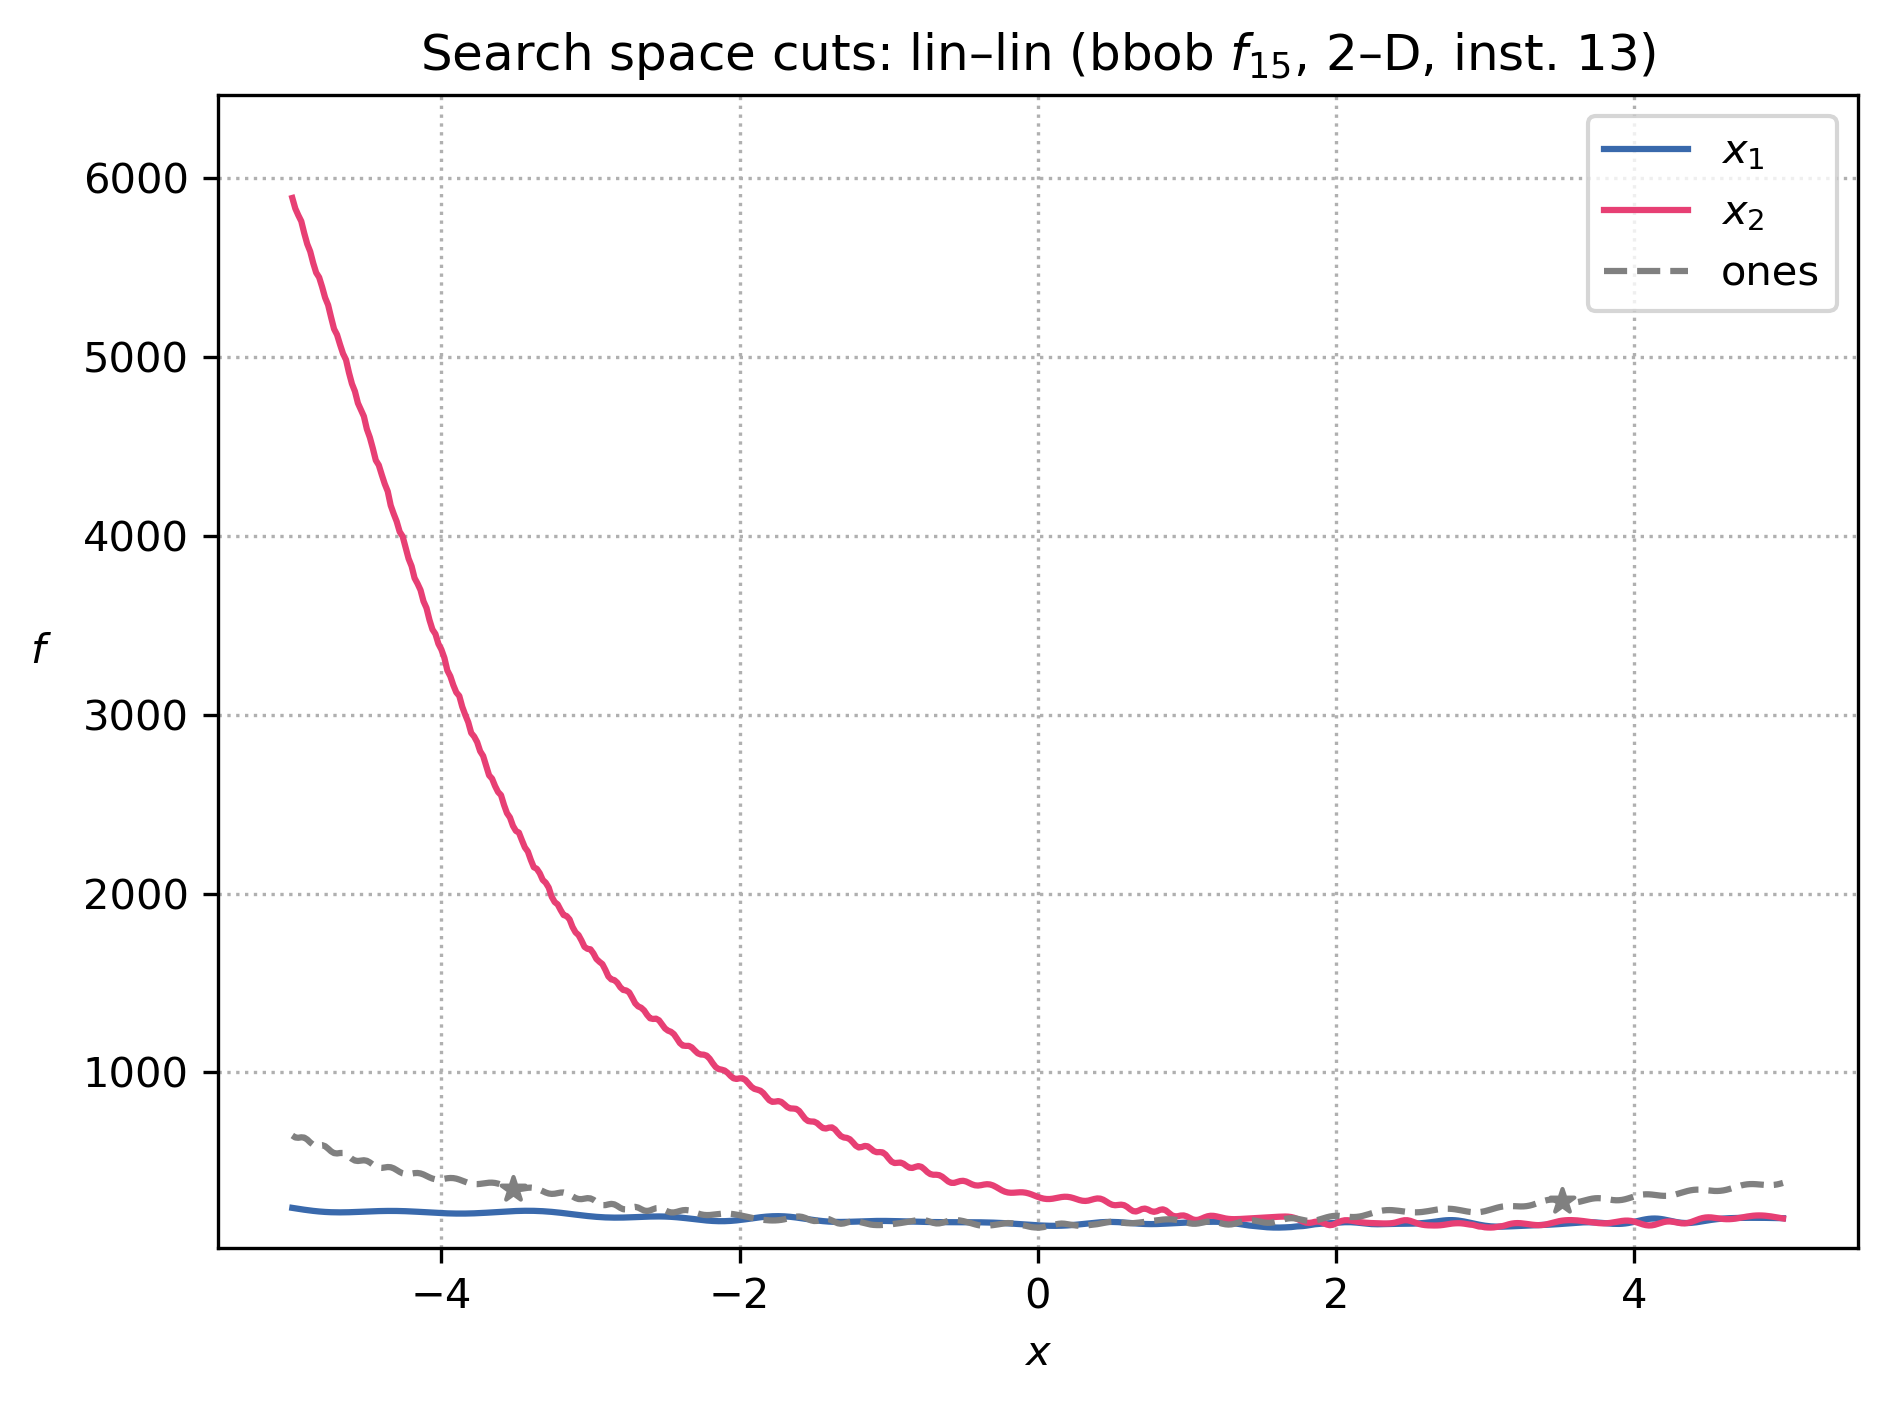 Search space cuts: lin–lin (bbob f₁₅, 2–D, inst. 13)
6000
5000
4000
3000
2000
1000
f
−4
−2
0
2
4
x
x₁
x₂
ones